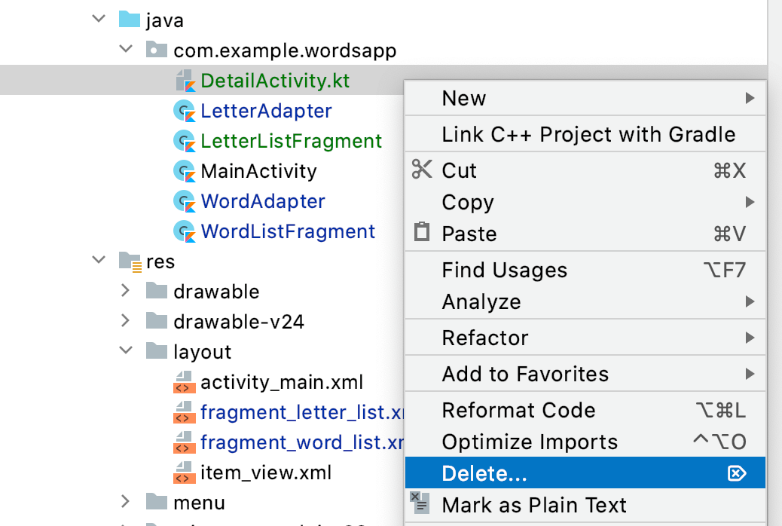 java
com.example.wordsapp
DetailActivity.kt
LetterAdapter
LetterListFragment
MainActivity
WordAdapter
WordListFragment
res
drawable
drawable-v24
layout
activity_main.xml
fragment_letter_list.xm
fragment_word_list.xm
item_view.xml
menu
New
Link C++ Project with Gradle
Cut ⌘X
Copy
Paste ⌘V
Find Usages ⌥F7
Analyze
Refactor
Add to Favorites
Reformat Code ⌥⌘L
Optimize Imports ^⌥O
Delete... ⌦
Mark as Plain Text